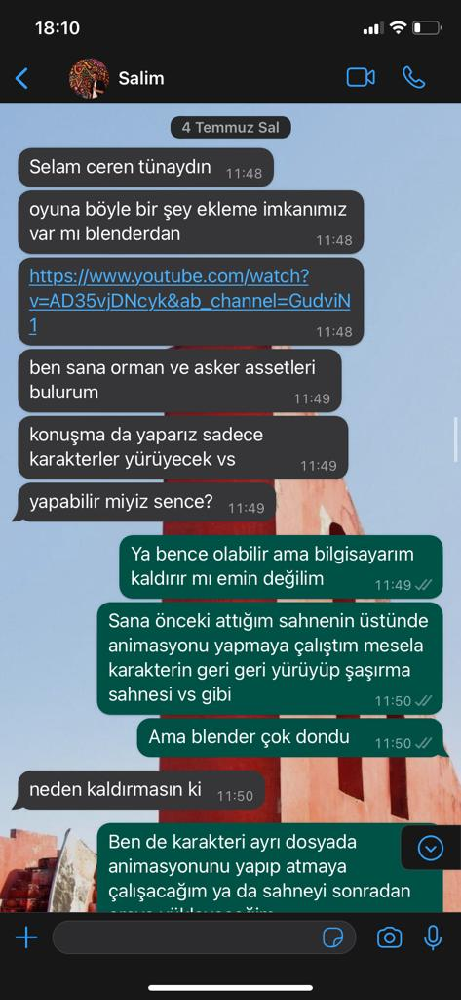 18:10
Salim
4 Temmuz Sal
Selam ceren tünaydın 11:48
oyuna böyle bir şey ekleme imkanımız
var mı blenderdan
11:48
https://www.youtube.com/watch?
v=AD35vjDNcyk&ab_channel=GudviN
1
11:48
ben sana orman ve asker assetleri
bulurum
11:49
konuşma da yaparız sadece
karakterler yürüyecek vs
11:49
yapabilir miyiz sence? 11:49
Ya bence olabilir ama bilgisayarım
kaldırır mı emin değilim
11:49
Sana önceki attığım sahnenin üstünde
animasyonu yapmaya çalıştım mesela
karakterin geri geri yürüyüp şaşırma
sahnesi vs gibi
11:50
Ama blender çok dondu 11:50
neden kaldırmasın ki 11:50
Ben de karakteri ayrı dosyada
animasyonunu yapıp atmaya
çalışacağım ya da sahneyi sonradan